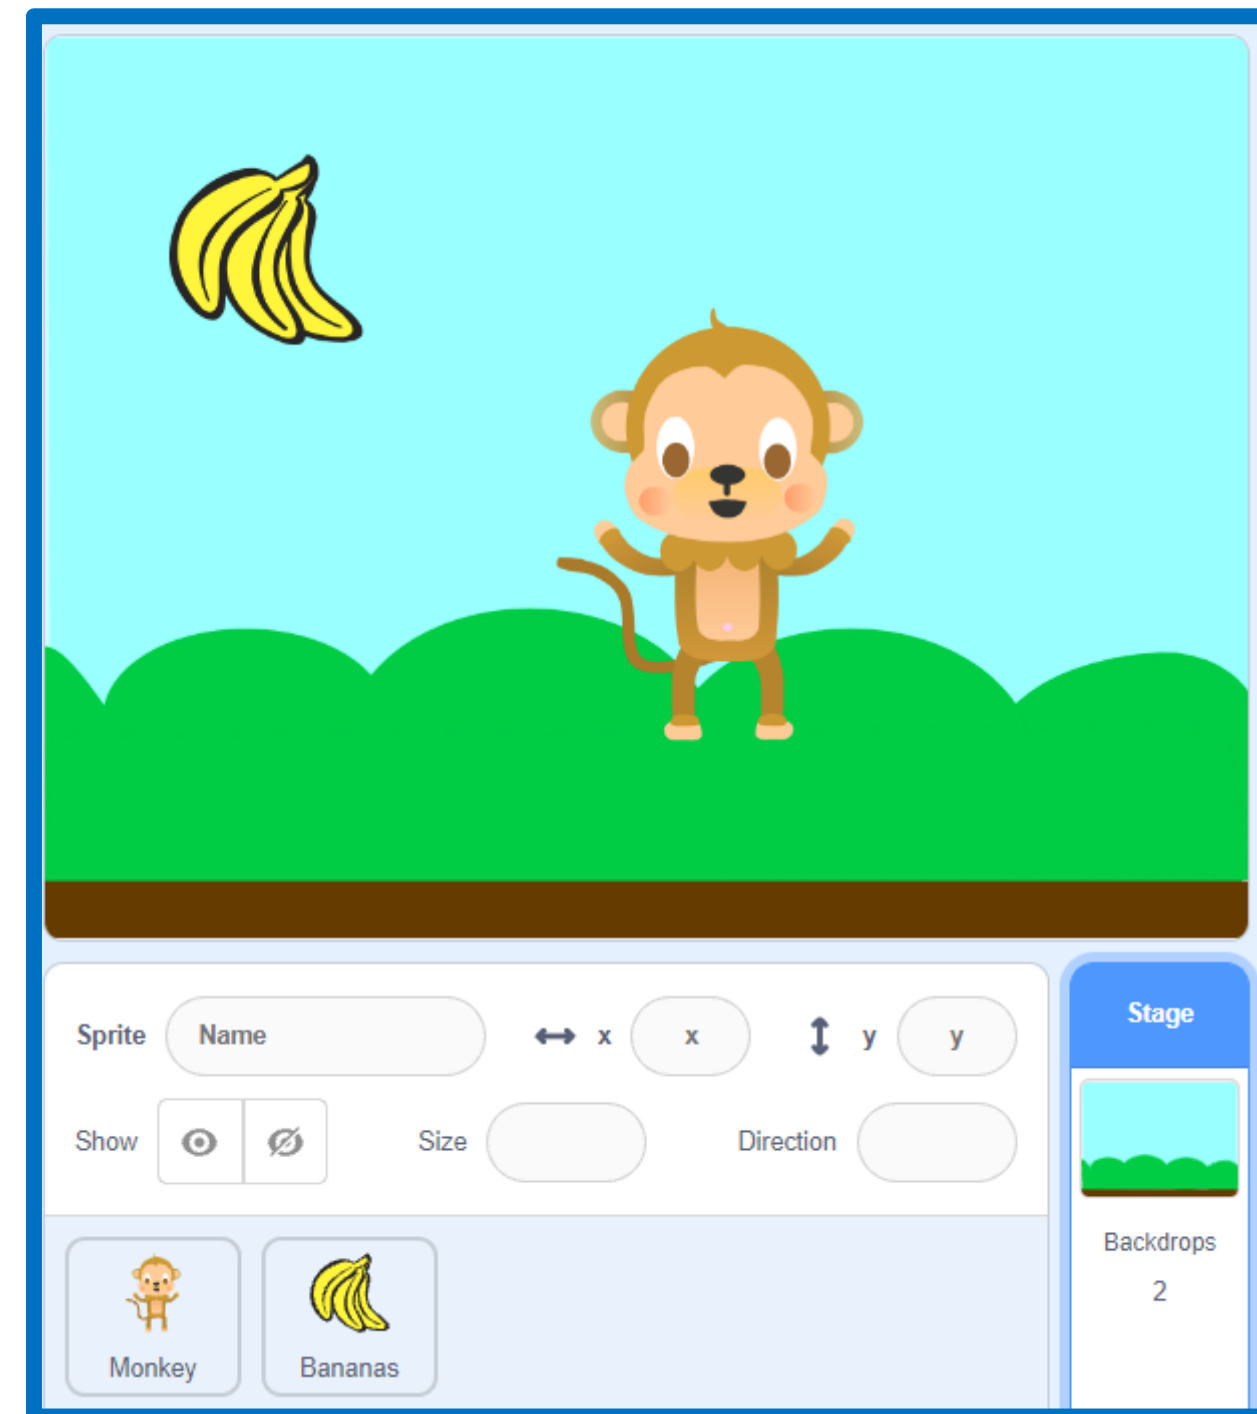 Sprite Name x x y y
Show Size Direction
Monkey Bananas
Stage
Backdrops
2